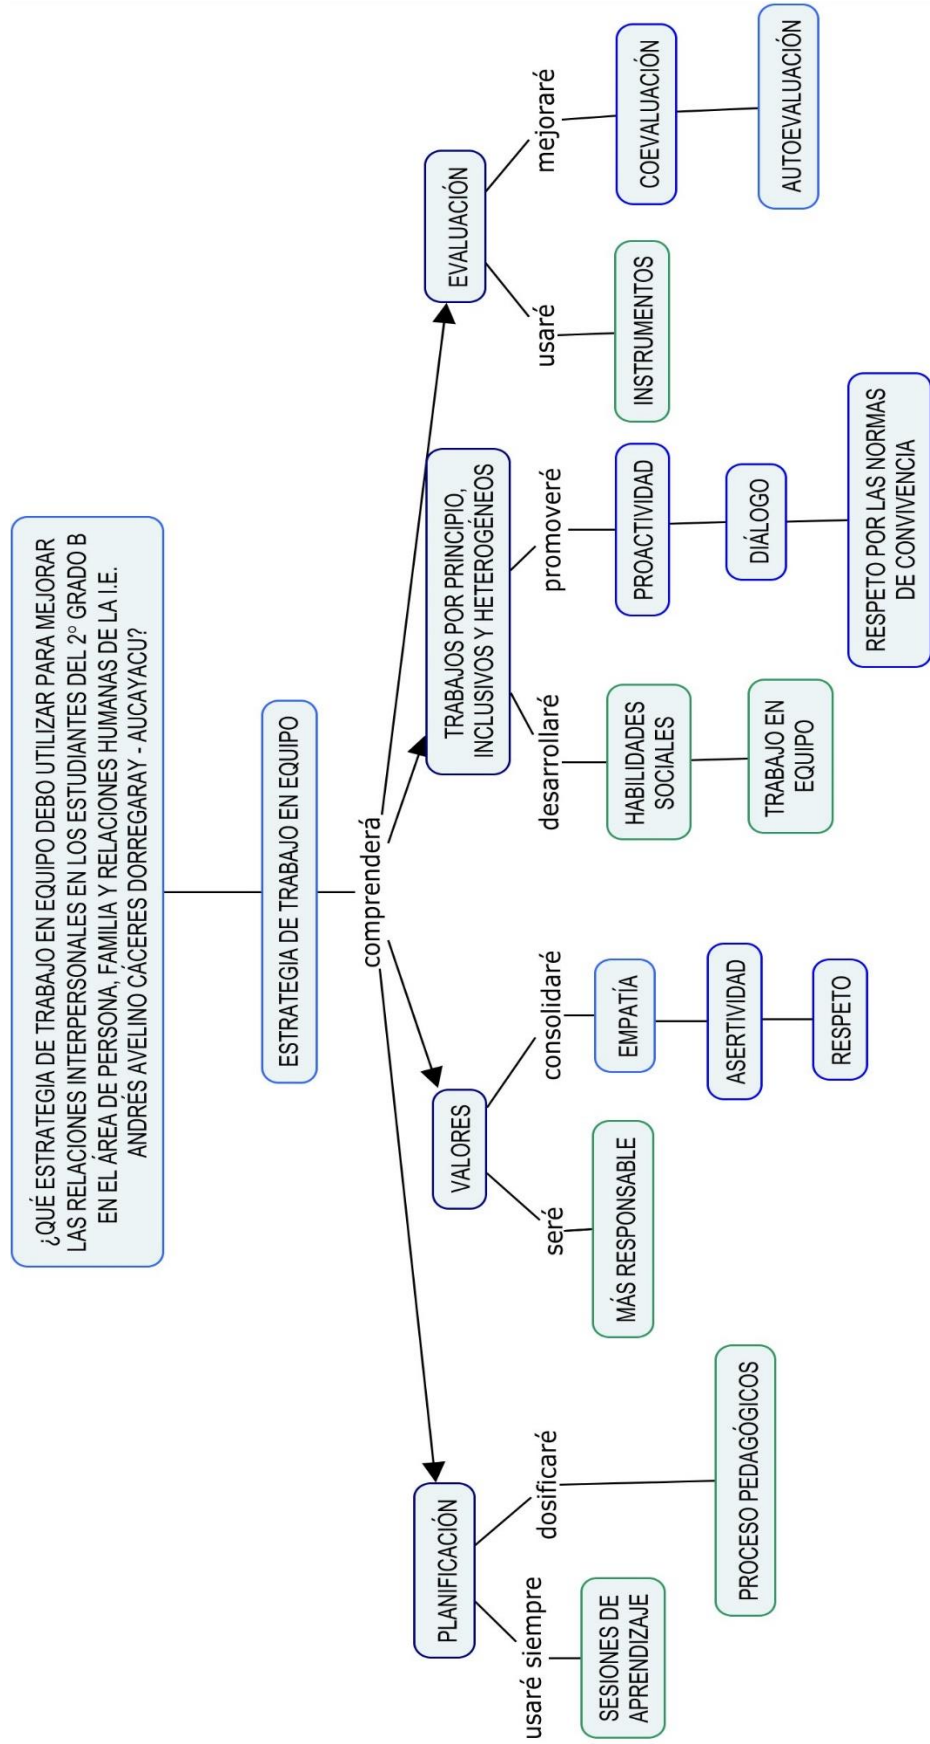 ¿QUÉ ESTRATEGIA DE TRABAJO EN EQUIPO DEBO UTILIZAR PARA MEJORAR
LAS RELACIONES INTERPERSONALES EN LOS ESTUDIANTES DEL 2° GRADO B
EN EL ÁREA DE PERSONA, FAMILIA Y RELACIONES HUMANAS DE LA I.E.
ANDRÉS AVELINO CÁCERES DORREGARAY - AUCAYACU?
ESTRATEGIA DE TRABAJO EN EQUIPO
comprenderá
PLANIFICACIÓN
usaré siempre
SESIONES DE
APRENDIZAJE
dosificaré
PROCESO PEDAGÓGICOS
VALORES
seré
MÁS RESPONSABLE
consolidaré
EMPATÍA
ASERTIVIDAD
RESPETO
TRABAJOS POR PRINCIPIO,
INCLUSIVOS Y HETEROGÉNEOS
desarrollaré
HABILIDADES
SOCIALES
TRABAJO EN
EQUIPO
promoveré
PROACTIVIDAD
DIÁLOGO
RESPETO POR LAS NORMAS
DE CONVIVENCIA
EVALUACIÓN
usaré
INSTRUMENTOS
mejoraré
COEVALUACIÓN
AUTOEVALUACIÓN